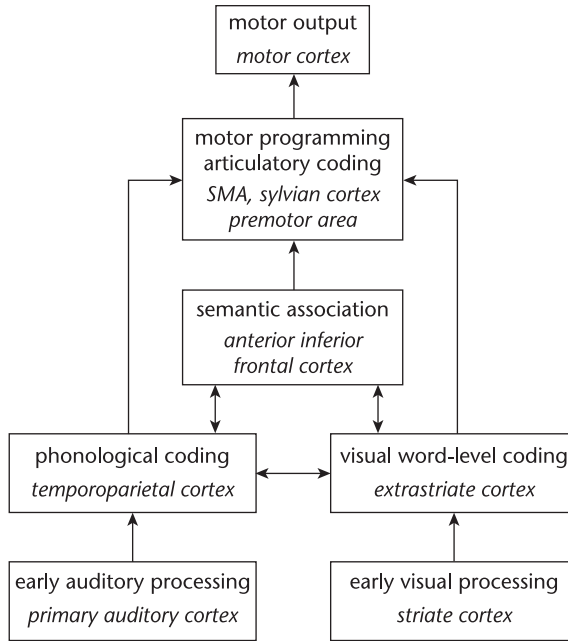 motor output
motor cortex
motor programming
articulatory coding
SMA, sylvian cortex
premotor area
semantic association
anterior inferior
frontal cortex
phonological coding
temporoparietal cortex
visual word-level coding
extrastriate cortex
early auditory processing
primary auditory cortex
early visual processing
striate cortex